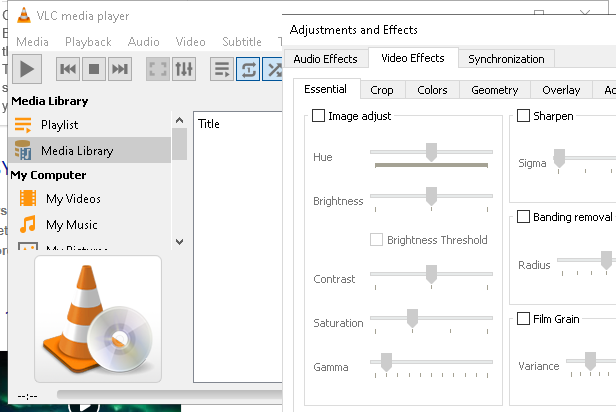 VLC media player
Media Playback Audio Video Subtitle
Media Library
Playlist
Media Library
My Computer
My Videos
My Music
My Pictures
Title
--:--
Adjustments and Effects
Audio Effects Video Effects Synchronization
Essential Crop Colors Geometry Overlay
Image adjust
Hue
Brightness
Brightness Threshold
Contrast
Saturation
Gamma
Sharpen
Sigma
Banding removal
Radius
Film Grain
Variance